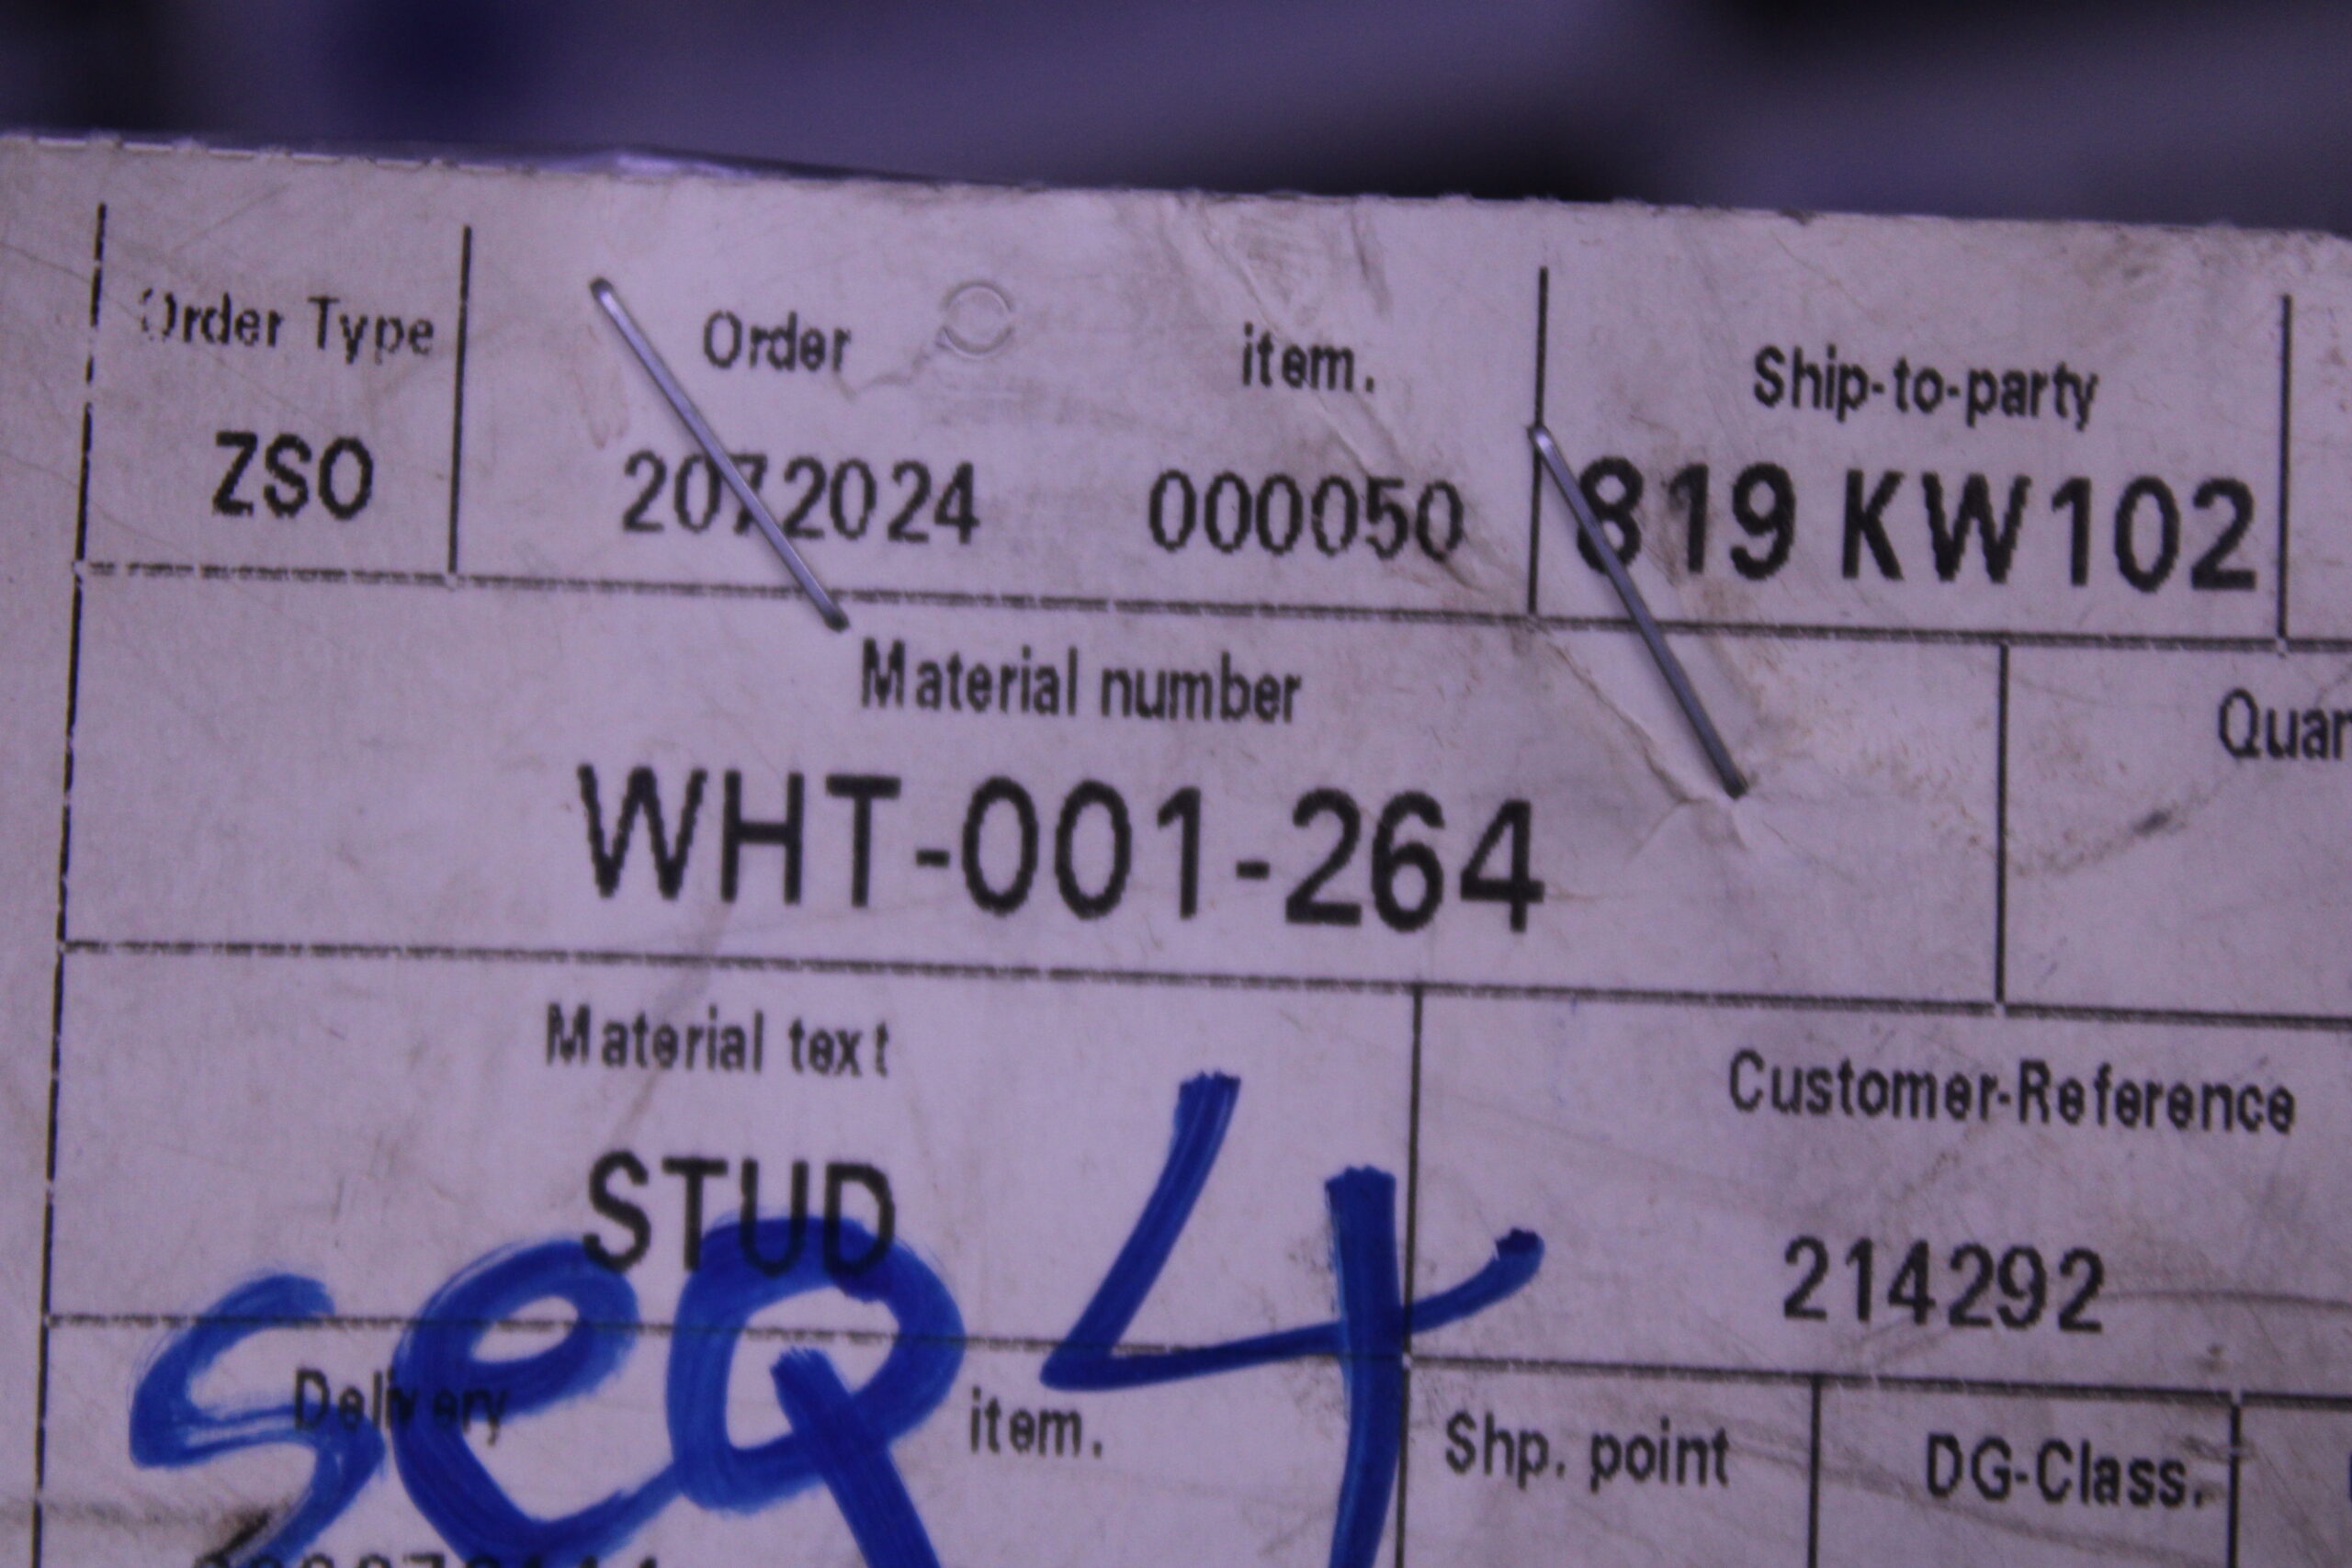 Order Type Order item. Ship-to-party
ZSO 2072024 000050 819 KW102
Material number
WHT-001-264
Material text Customer-Reference
STUD 214292
seQ 4
Delivery item. Shp. point DG-Class.